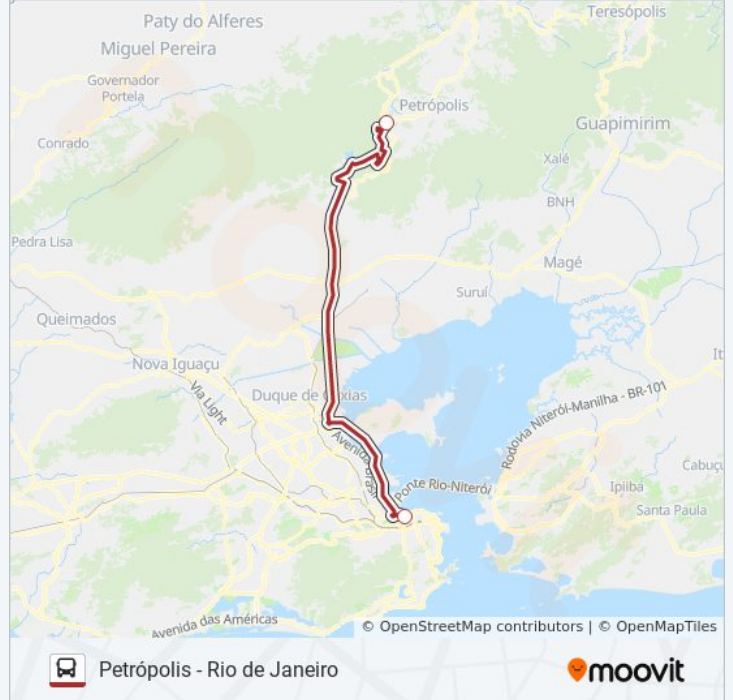 Paty do Alferes
Teresópolis
Miguel Pereira
Governador
Portela
Petrópolis
Guapimirim
Conrado
Xalé
BNH
Pedra Lisa
Magé
Suruí
Queimados
It
Nova Iguaçu
Via Light
Duque de Caxias
Rodovia Niterói-Manilha - BR-101
Avenida Brasil
Cabuçu
Ponte Rio-Niterói
Ipiíba
Santa Paula
Avenida das Américas
© OpenStreetMap contributors | © OpenMapTiles
Petrópolis - Rio de Janeiro
moovit